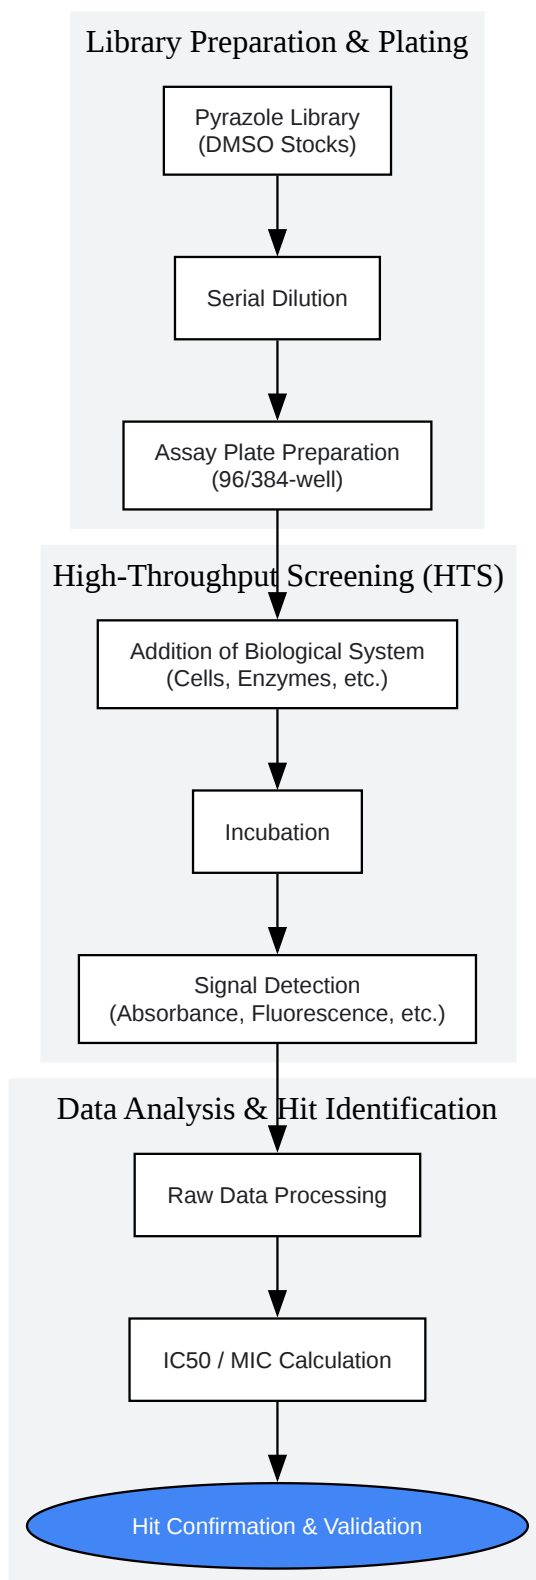 Library Preparation & Plating
Pyrazole Library
(DMSO Stocks)
Serial Dilution
Assay Plate Preparation
(96/384-well)
High-Throughput Screening (HTS)
Addition of Biological System
(Cells, Enzymes, etc.)
Incubation
Signal Detection
(Absorbance, Fluorescence, etc.)
Data Analysis & Hit Identification
Raw Data Processing
IC50 / MIC Calculation
Hit Confirmation & Validation